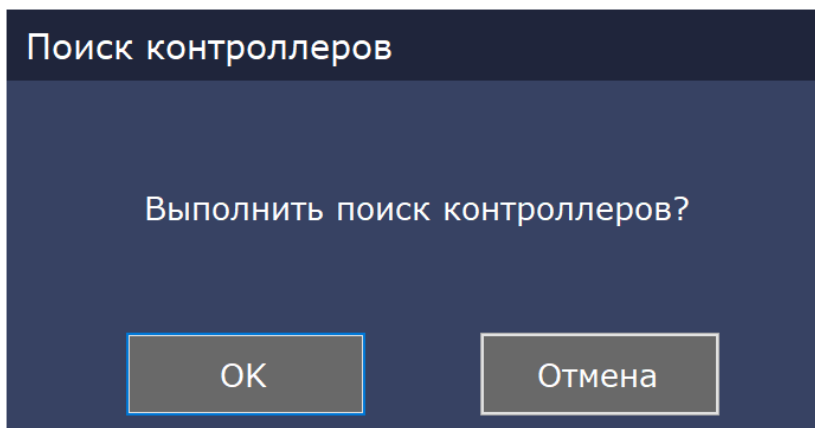 Поиск контроллеров
Выполнить поиск контроллеров?
OK
Отмена